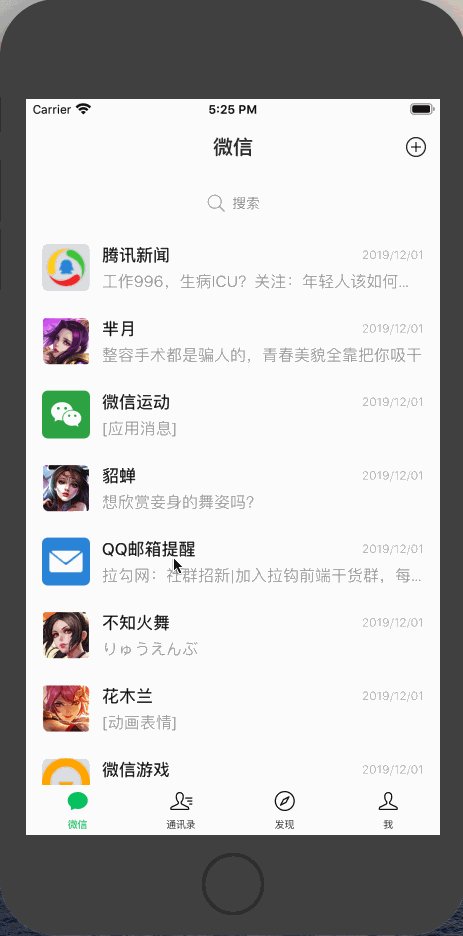 Carrier 5:25 PM
微信
搜索
腾讯新闻 2019/12/01
工作996，生病ICU？关注：年轻人该如何...
芈月 2019/12/01
整容手术都是骗人的，青春美貌全靠把你吸干
微信运动 2019/12/01
[应用消息]
貂蝉 2019/12/01
想欣赏妾身的舞姿吗?
QQ邮箱提醒 2019/12/01
拉勾网：社群招新|加入拉钩前端干货群，每...
不知火舞 2019/12/01
りゅうえんぶ
花木兰 2019/12/01
[动画表情]
微信游戏 2019/12/01
微信 通讯录 发现 我